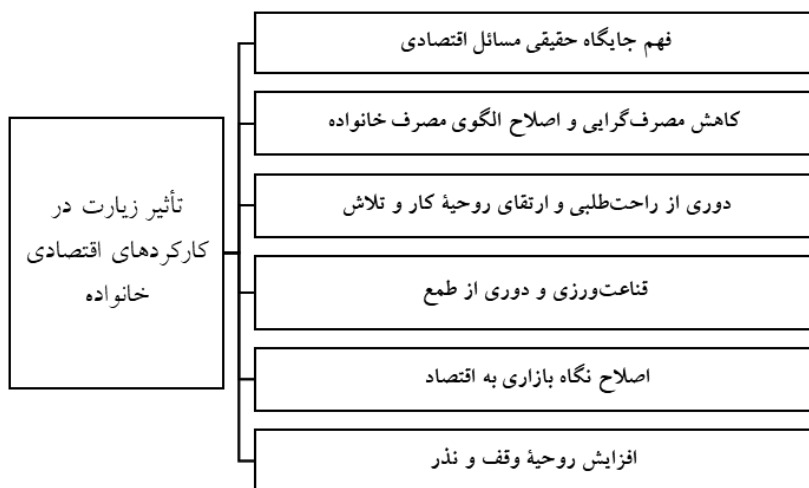 تأثیر زیارت در
کارکردهای اقتصادی
خانواده
فهم جایگاه حقیقی مسائل اقتصادی
کاهش مصرف‌گرایی و اصلاح الگوی مصرف خانواده
دوری از راحت‌طلبی و ارتقای روحیۀ کار و تلاش
قناعت‌ورزی و دوری از طمع
اصلاح نگاه بازاری به اقتصاد
افزایش روحیۀ وقف و نذر